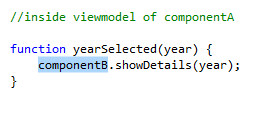 //inside viewmodel of componentA
function yearSelected(year) {
componentB.showDetails(year);
}